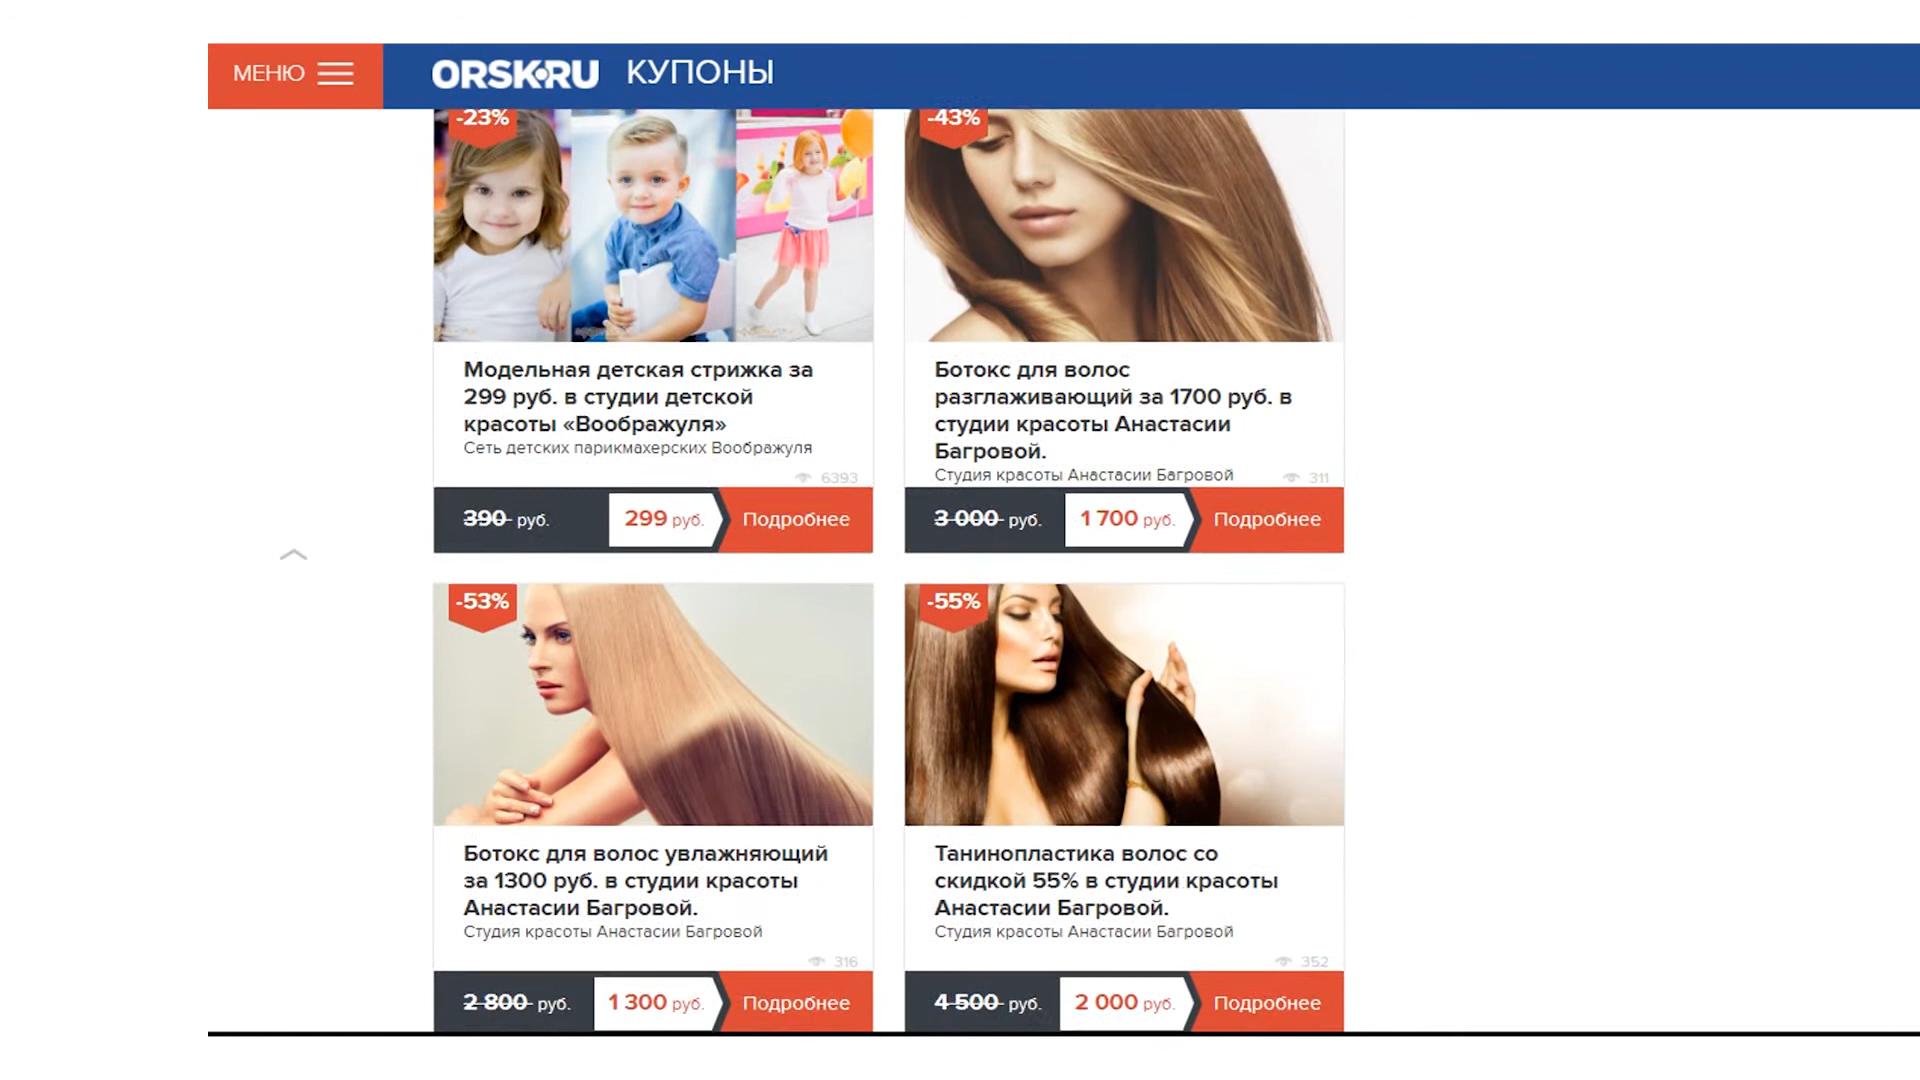 МЕНЮ
ORSK.RU КУПОНЫ
-23%
Модельная детская стрижка за
299 руб. в студии детской
красоты «Воображуля»
Сеть детских парикмахерских Воображуля
6393
390 руб.
299 руб.
Подробнее
-43%
Ботокс для волос
разглаживающий за 1700 руб. в
студии красоты Анастасии
Багровой.
Студия красоты Анастасии Багровой
311
3 000 руб.
1 700 руб.
Подробнее
-53%
Ботокс для волос увлажняющий
за 1300 руб. в студии красоты
Анастасии Багровой.
Студия красоты Анастасии Багровой
316
2 800 руб.
1 300 руб.
Подробнее
-55%
Танинопластика волос со
скидкой 55% в студии красоты
Анастасии Багровой.
Студия красоты Анастасии Багровой
352
4 500 руб.
2 000 руб.
Подробнее